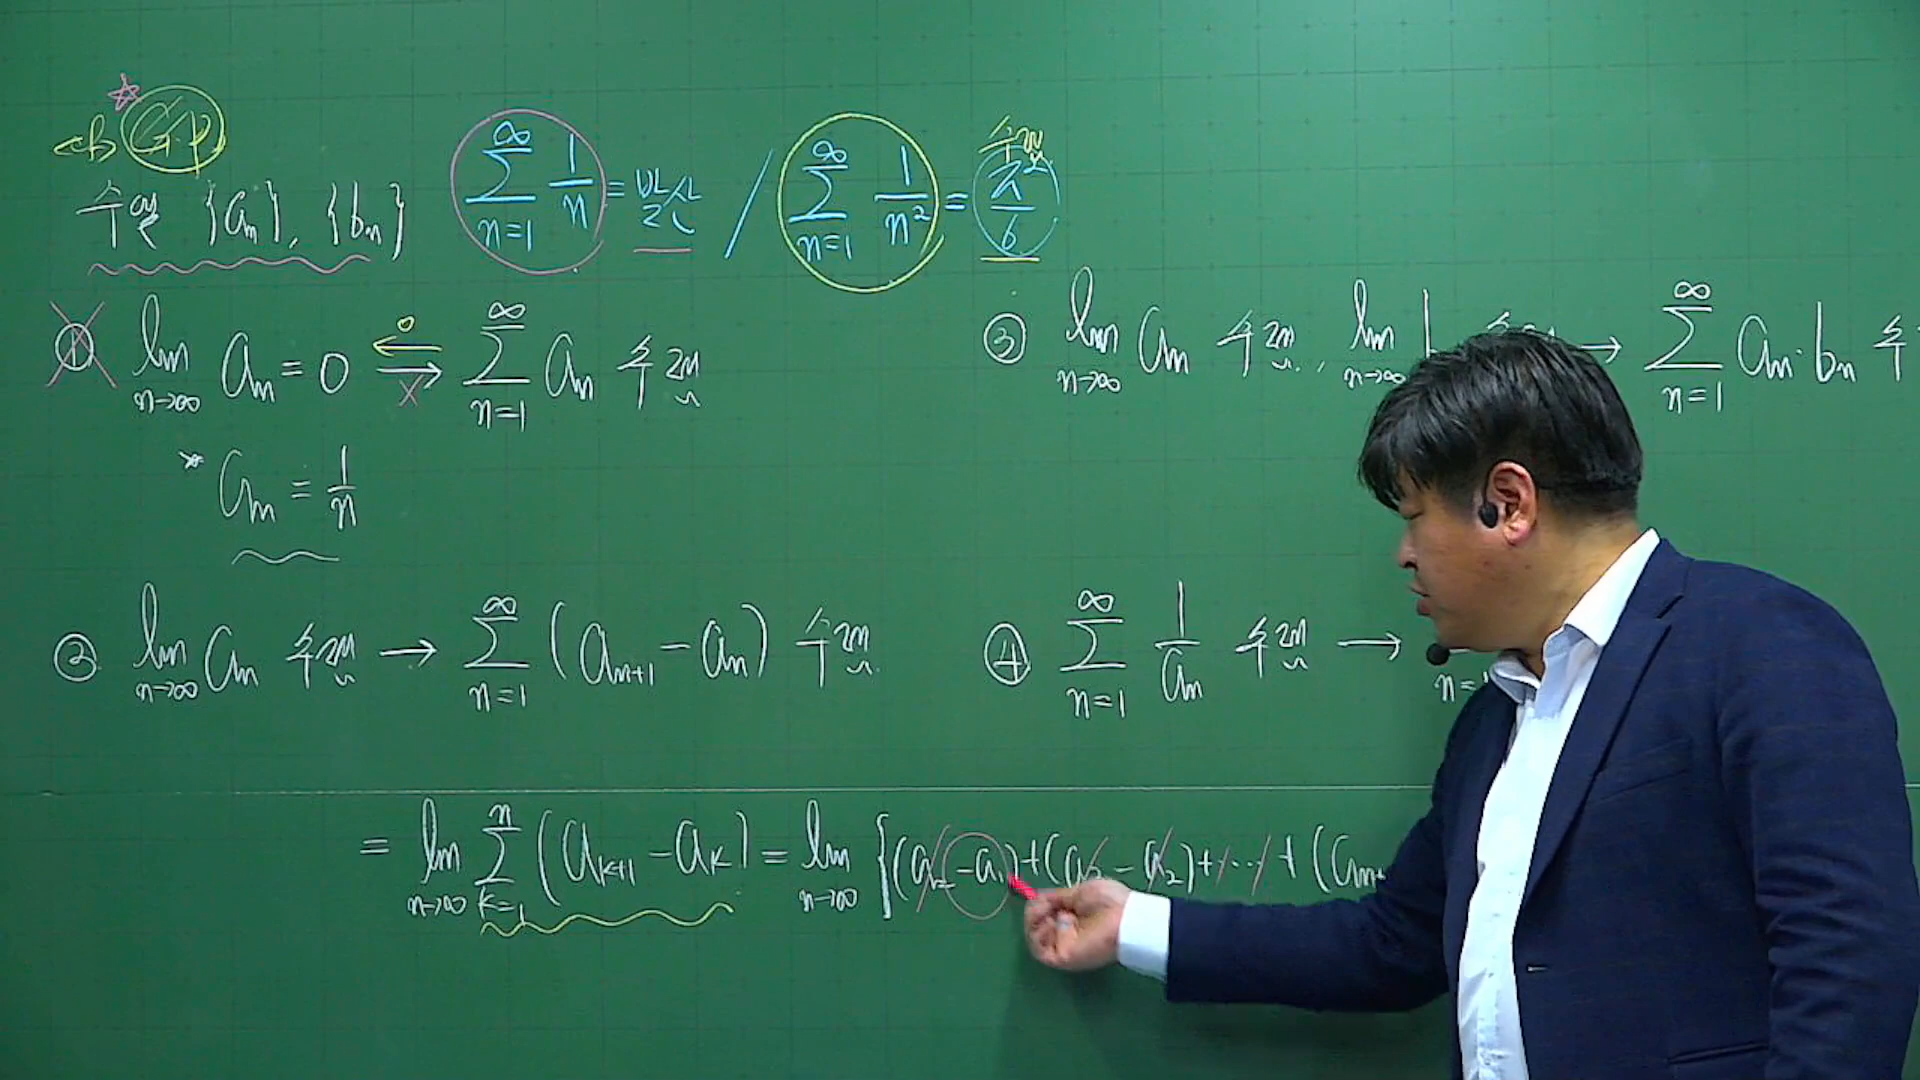 <보기>
수열 {aₙ}, {bₙ}
∑_{n=1}^{∞} 1/n = 발산 / ∑_{n=1}^{∞} 1/n² = π²/6 수렴
① lim_{n→∞} aₙ = 0 ⇄ ∑_{n=1}^{∞} aₙ 수렴
o
x
* aₙ = 1/n
② lim_{n→∞} aₙ 수렴 → ∑_{n=1}^{∞} (aₙ₊₁ - aₙ) 수렴
= lim_{n→∞} ∑_{k=1}^{n} (aₖ₊₁ - aₖ) = lim_{n→∞} {(a₂ - a₁) + (a₃ - a₂) + ⋯ +
③ lim_{n→∞} aₙ 수렴, lim_{n→∞} → ∑_{n=1}^{∞} aₙ·bₙ 수
④ ∑_{n=1}^{∞} 1/aₙ 수렴 →